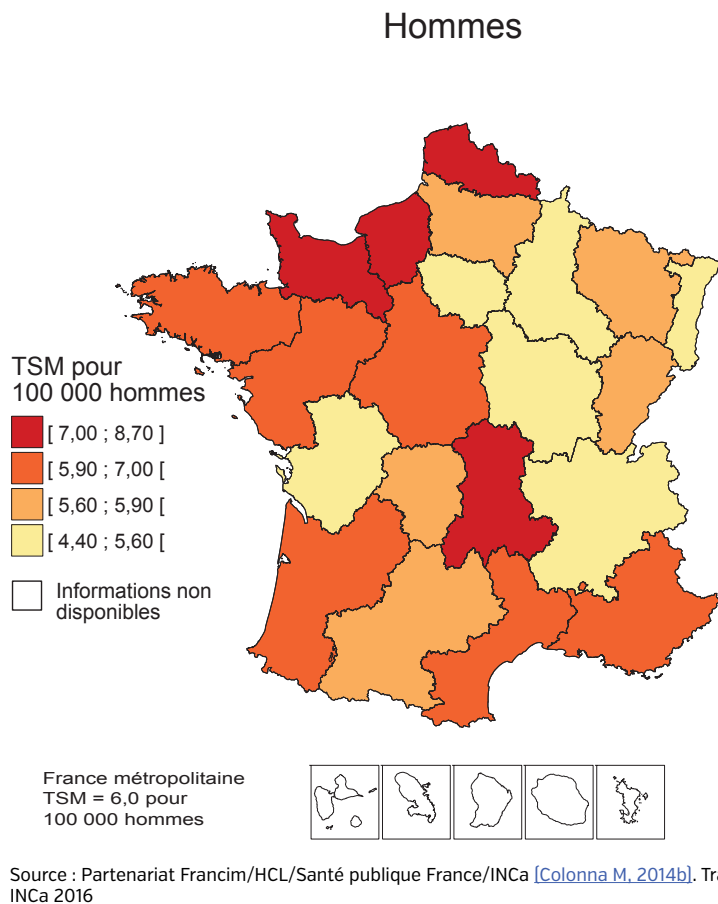 Hommes
TSM pour
100 000 hommes
[ 7,00 ; 8,70 ]
[ 5,90 ; 7,00 [
[ 5,60 ; 5,90 [
[ 4,40 ; 5,60 [
Informations non
disponibles
France métropolitaine
TSM = 6,0 pour
100 000 hommes
Source : Partenariat Francim/HCL/Santé publique France/INCa [Colonna M, 2014b]. Tra
INCa 2016